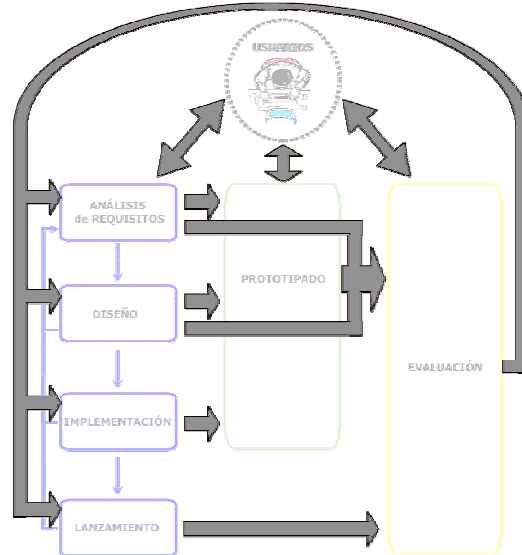 USUARIOS
ANÁLISIS
de REQUISITOS
PROTOTIPADO
DISEÑO
EVALUACIÓN
IMPLEMENTACIÓN
LANZAMIENTO